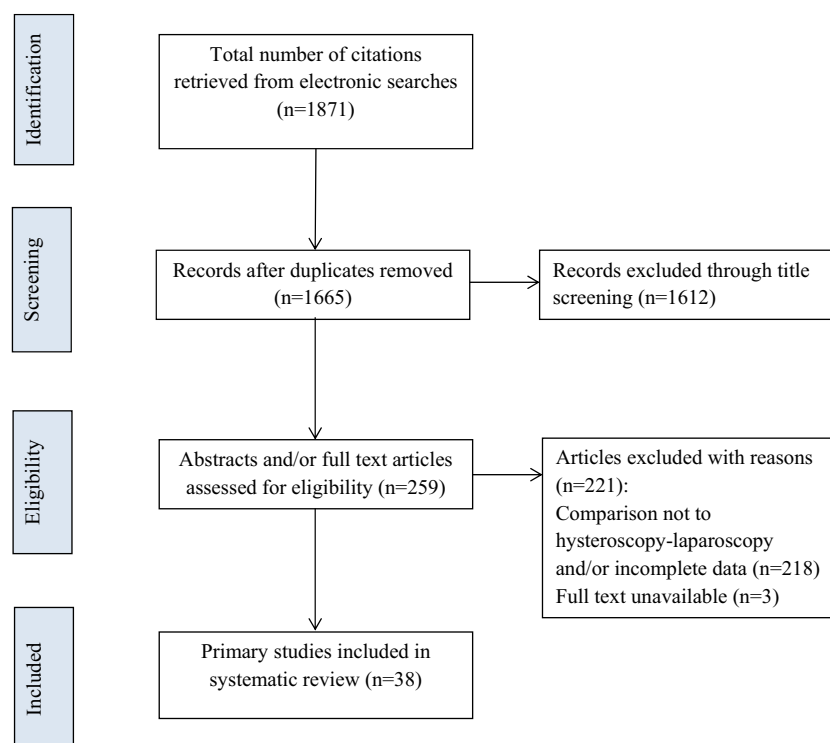 Identification
Total number of citations
retrieved from electronic searches
(n=1871)
Screening
Records after duplicates removed
(n=1665)
Records excluded through title
screening (n=1612)
Eligibility
Abstracts and/or full text articles
assessed for eligibility (n=259)
Articles excluded with reasons
(n=221):
Comparison not to
hysteroscopy-laparoscopy
and/or incomplete data (n=218)
Full text unavailable (n=3)
Included
Primary studies included in
systematic review (n=38)